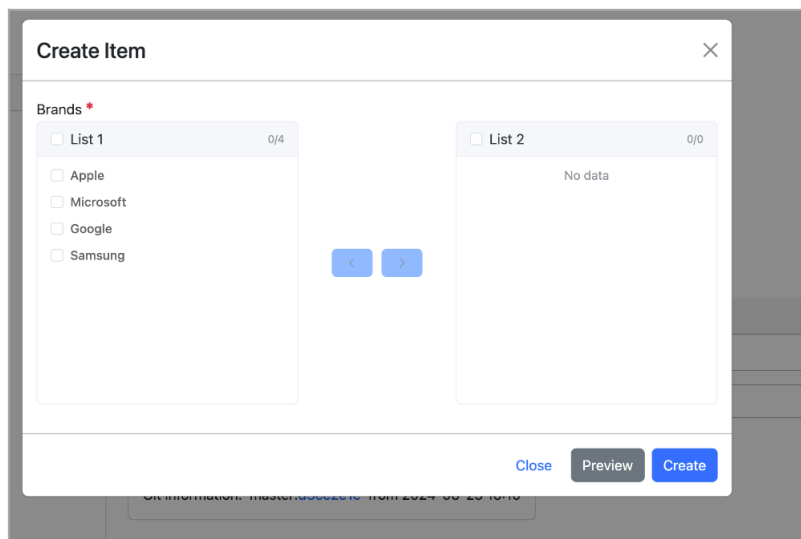 Create Item
Brands *
List 1 0/4
Apple
Microsoft
Google
Samsung
List 2 0/0
No data
Close Preview Create